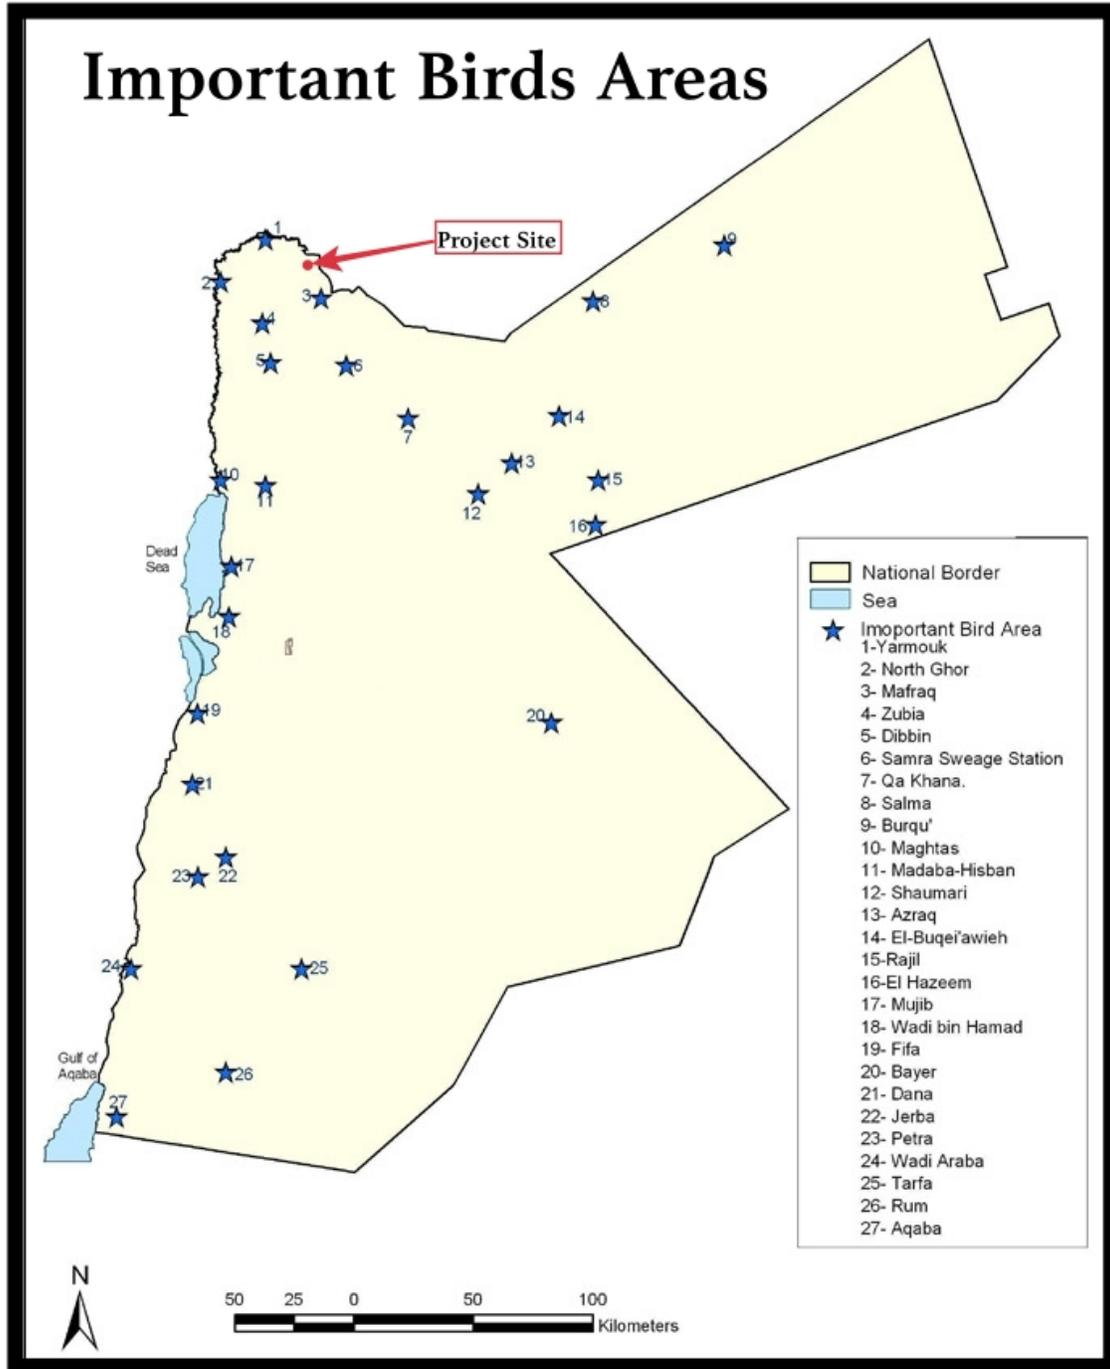 Important Birds Areas
1
Project Site
9
2
3
8
4
5
6
7
14
13
10
11
12
15
16
Dead
Sea
17
18
19
20
21
22
23
24
25
26
Gulf of
Aqaba
27
National Border
Sea
Imoportant Bird Area
1-Yarmouk
2- North Ghor
3- Mafraq
4- Zubia
5- Dibbin
6- Samra Sweage Station
7- Qa Khana.
8- Salma
9- Burqu'
10- Maghtas
11- Madaba-Hisban
12- Shaumari
13- Azraq
14- El-Buqei'awieh
15-Rajil
16-El Hazeem
17- Mujib
18- Wadi bin Hamad
19- Fifa
20- Bayer
21- Dana
22- Jerba
23- Petra
24- Wadi Araba
25- Tarfa
26- Rum
27- Aqaba
N
50 25 0 50 100
Kilometers